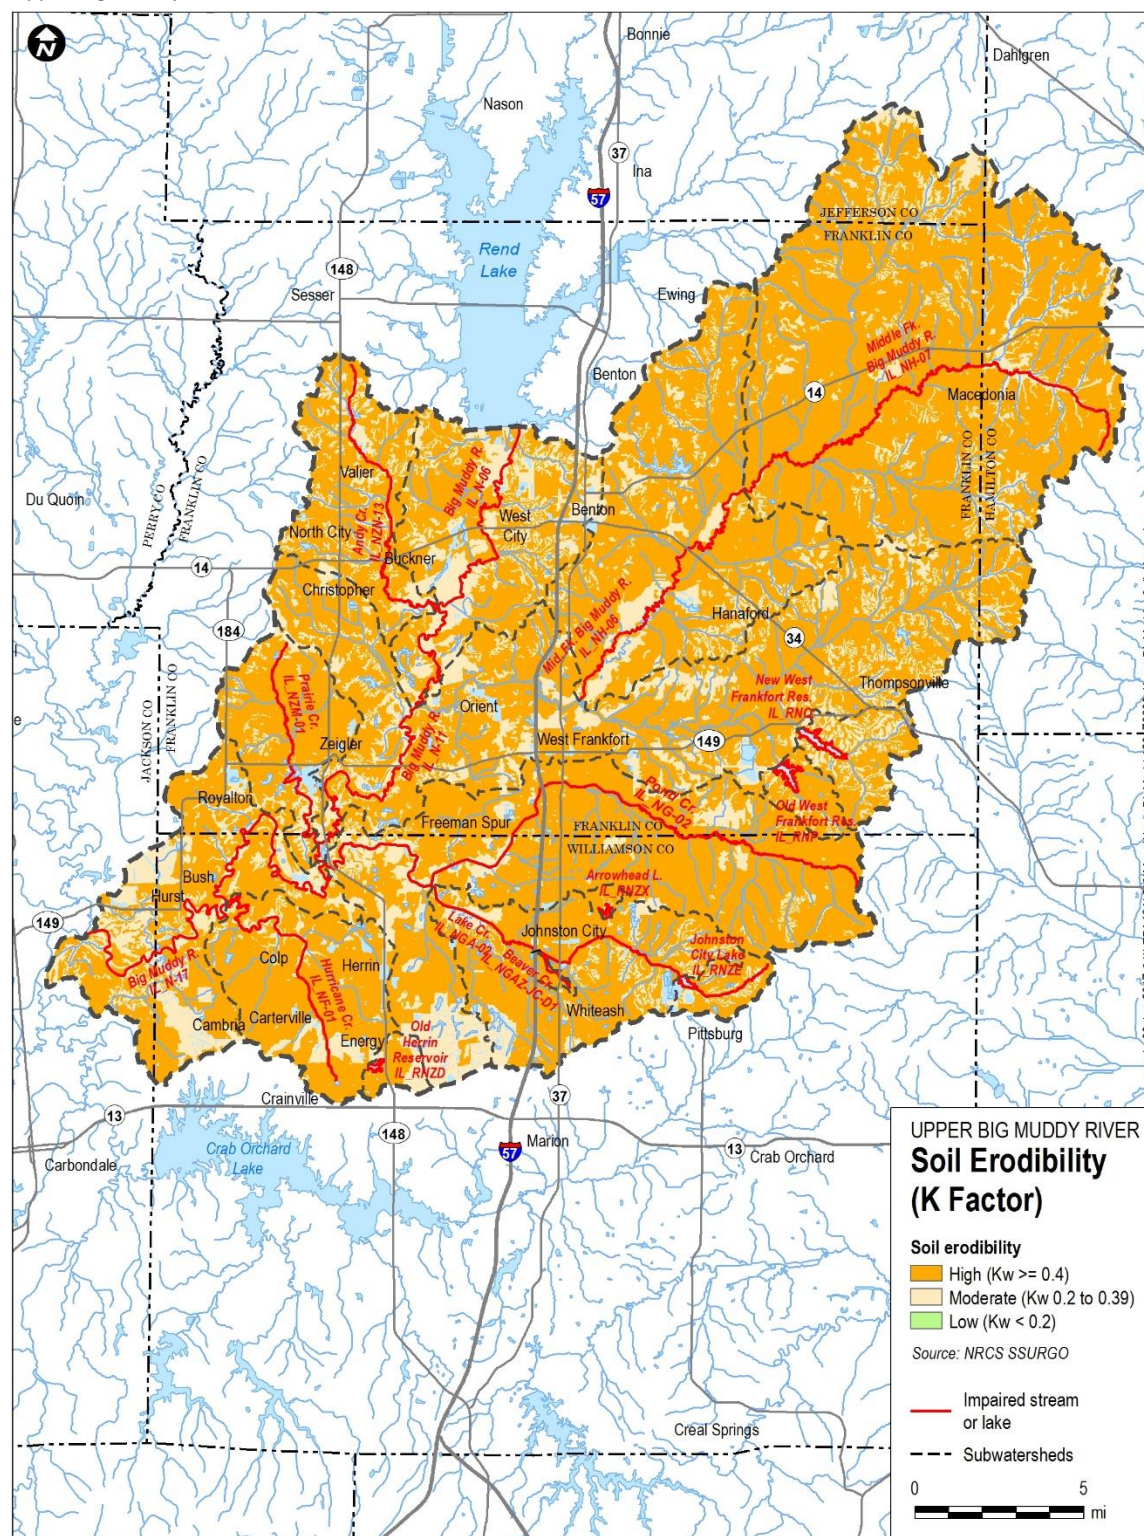 N
Bonnie
Dahlgren
Nason
37
Ina
57
JEFFERSON CO
FRANKLIN CO
Rend
Lake
148
Sesser
Ewing
Middle Fk.
Big Muddy R.
IL_NH-07
Benton
14
Macedonia
FRANKLIN CO
HAMILTON CO
Valier
Big Muddy R.
IL_N-06
Du Quoin
PERRY CO
FRANKLIN CO
North City
Andy Cr.
IL_NZN-13
West
City
Benton
Buckner
14
Christopher
184
Mid. Fk. Big Muddy R.
IL_NH-06
Hanaford
34
JACKSON CO
FRANKLIN CO
Prairie Cr.
IL_NZM-01
New West
Frankfort Res.
Thompsonville
Orient
Big Muddy R.
IL_N-11
Zeigler
West Frankfort
149
Royalton
Pond Cr.
IL_NG-02
Old West
Frankfort Res.
IL_RNP
Freeman Spur
FRANKLIN CO
WILLIAMSON CO
Bush
Hurst
Arrowhead L.
IL_RNZX
149
Lake Cr.
IL_NGA-02
Johnston City
Beaver Cr.
IL_NGAZ-JC-01
Johnston
City Lake
IL_RNZE
Big Muddy R.
IL_N-17
Colp
Herrin
Hurricane Cr.
IL_NF-01
Whiteash
Cambria
Carterville
Energy
Old
Herrin
Reservoir
IL_RNZD
Pittsburg
Crainville
37
13
148
Marion
57
13
Crab Orchard
Carbondale
Crab Orchard
Lake
Creal Springs
UPPER BIG MUDDY RIVER
Soil Erodibility
(K Factor)
Soil erodibility
High (Kw >= 0.4)
Moderate (Kw 0.2 to 0.39)
Low (Kw < 0.2)
Source: NRCS SSURGO
Impaired stream
or lake
Subwatersheds
0 5
mi